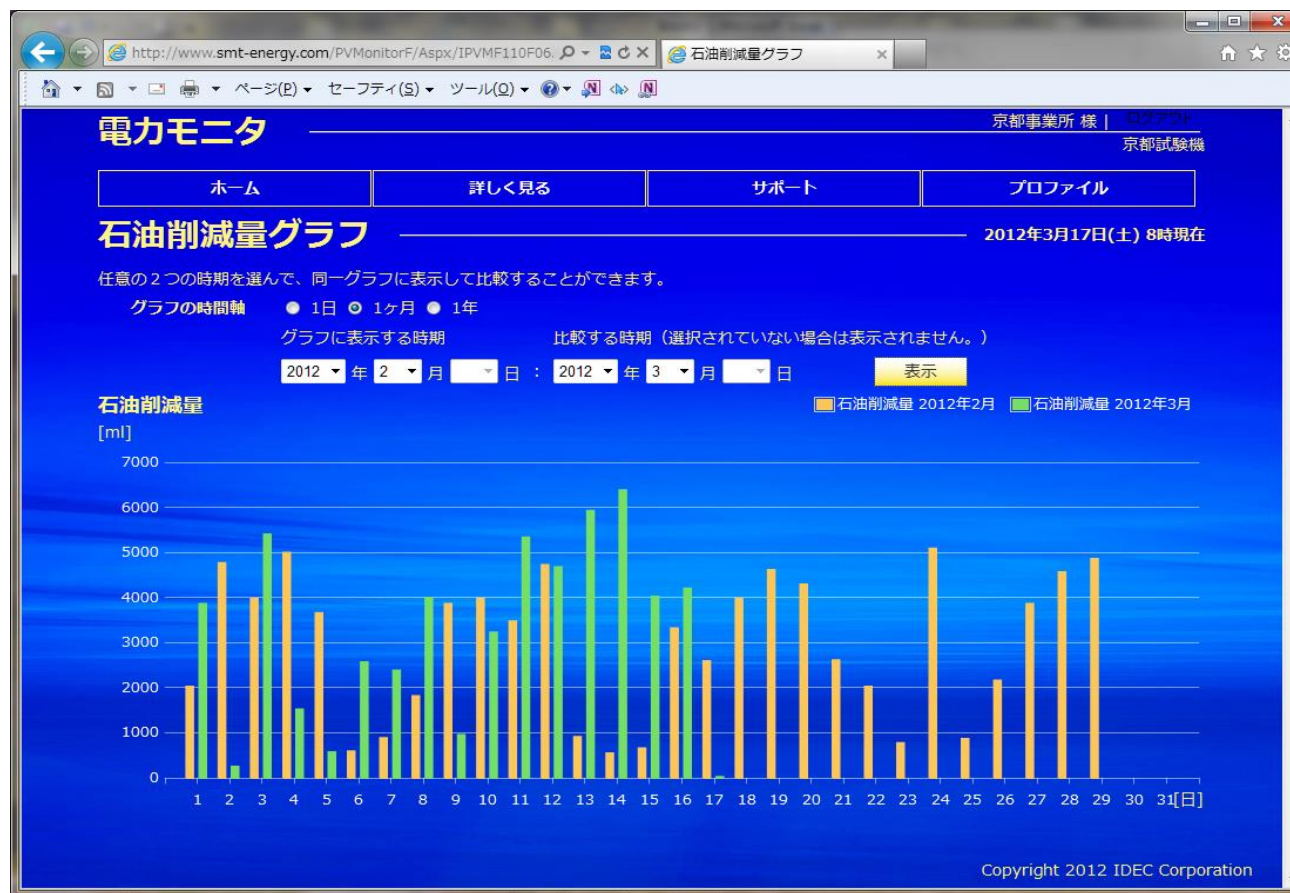 http://www.smt-energy.com/PVMonitorF/Aspx/IPVMF110F06. 石油削減量グラフ
ページ(P) セーフティ(S) ツール(O)
電力モニタ
京都事業所 様 | ログアウト
京都試験機
ホーム 詳しく見る サポート プロファイル
石油削減量グラフ 2012年3月17日(土) 8時現在
任意の2つの時期を選んで、同一グラフに表示して比較することができます。
グラフの時間軸 1日 1ヶ月 1年
グラフに表示する時期 比較する時期（選択されていない場合は表示されません。）
2012 年 2 月 日 : 2012 年 3 月 日 表示
石油削減量 石油削減量 2012年2月 石油削減量 2012年3月
[ml]
7000
6000
5000
4000
3000
2000
1000
0
1 2 3 4 5 6 7 8 9 10 11 12 13 14 15 16 17 18 19 20 21 22 23 24 25 26 27 28 29 30 31[日]
Copyright 2012 IDEC Corporation